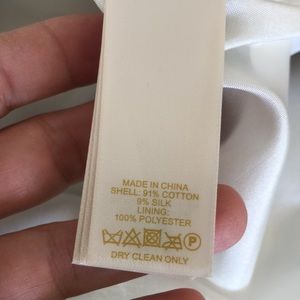 MADE IN CHINA
SHELL: 91% COTTON
9% SILK
LINING:
100% POLYESTER
P
DRY CLEAN ONLY